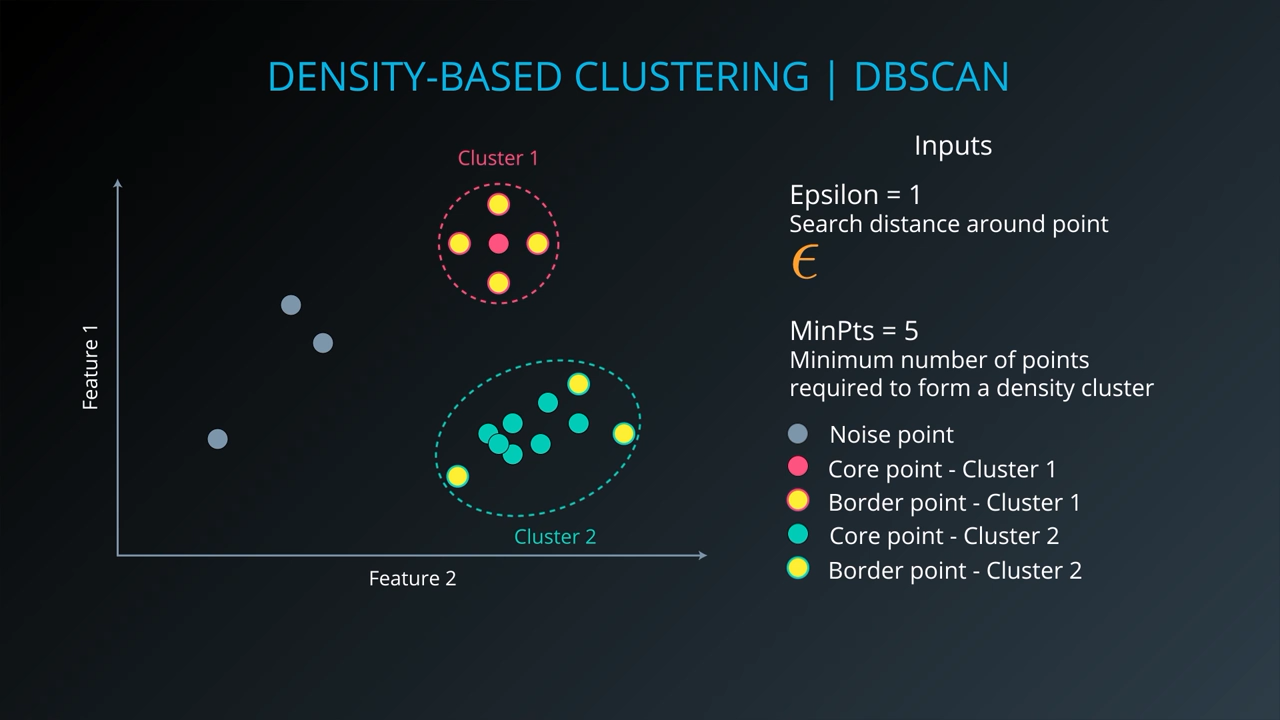 DENSITY-BASED CLUSTERING | DBSCAN
Cluster 1
Feature 1
Cluster 2
Feature 2
Inputs
Epsilon = 1
Search distance around point
ϵ
MinPts = 5
Minimum number of points
required to form a density cluster
Noise point
Core point - Cluster 1
Border point - Cluster 1
Core point - Cluster 2
Border point - Cluster 2